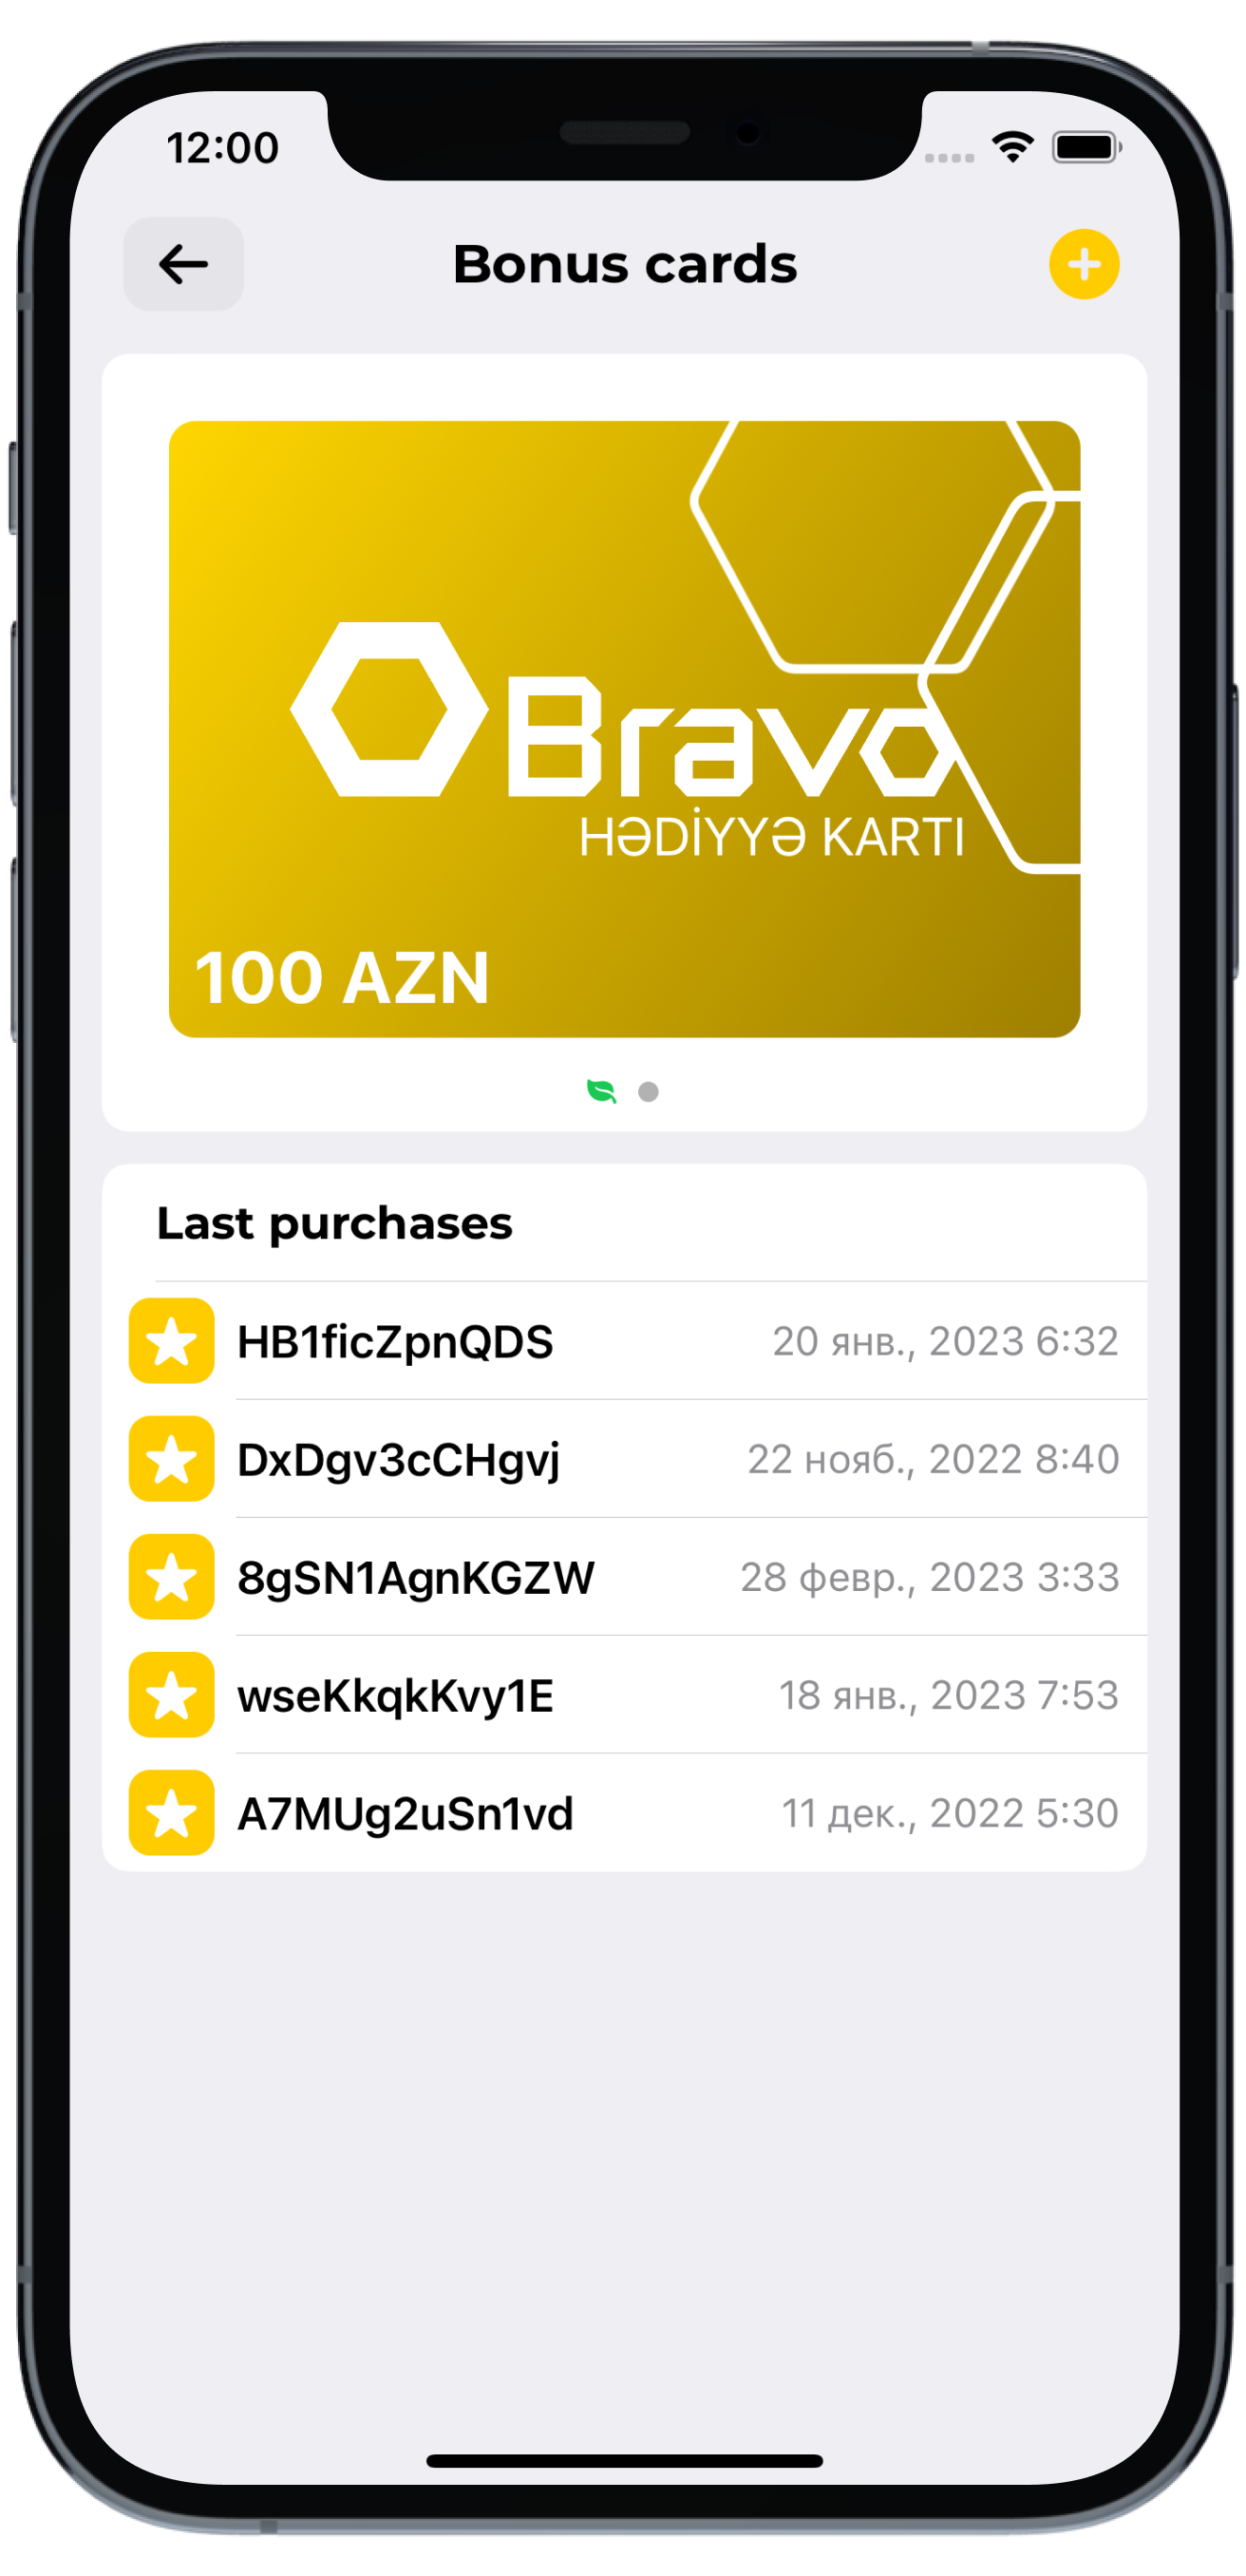 12:00
Bonus cards
Bravo
HƏDİYYƏ KARTI
100 AZN
Last purchases
HB1ficZpnQDS 20 янв., 2023 6:32
DxDgv3cCHgvj 22 нояб., 2022 8:40
8gSN1AgnKGZW 28 февр., 2023 3:33
wseKkqkKvy1E 18 янв., 2023 7:53
A7MUg2uSn1vd 11 дек., 2022 5:30